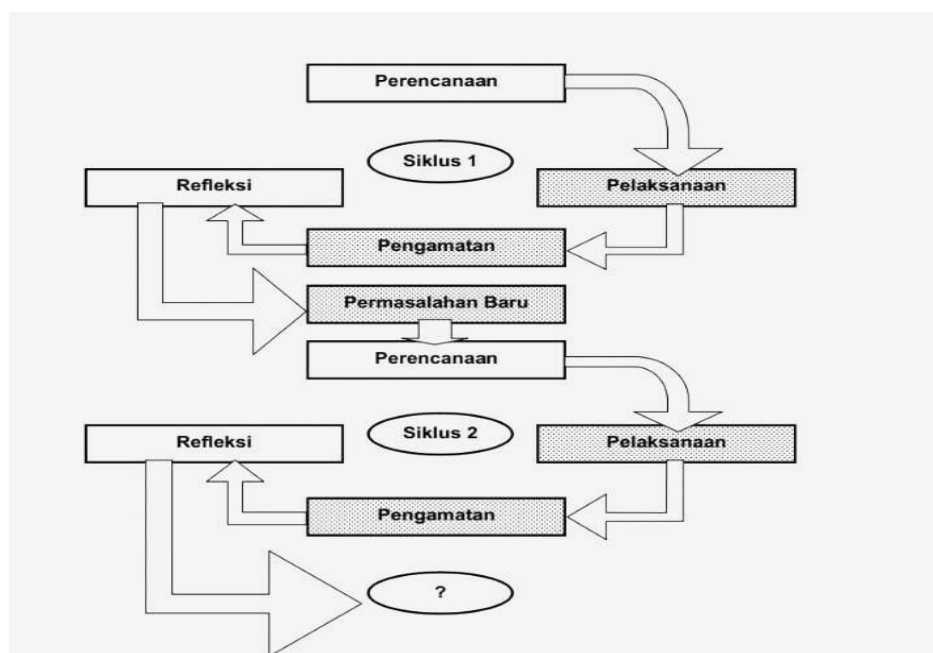 Perencanaan
Siklus 1
Refleksi
Pelaksanaan
Pengamatan
Permasalahan Baru
Perencanaan
Siklus 2
Refleksi
Pelaksanaan
Pengamatan
?